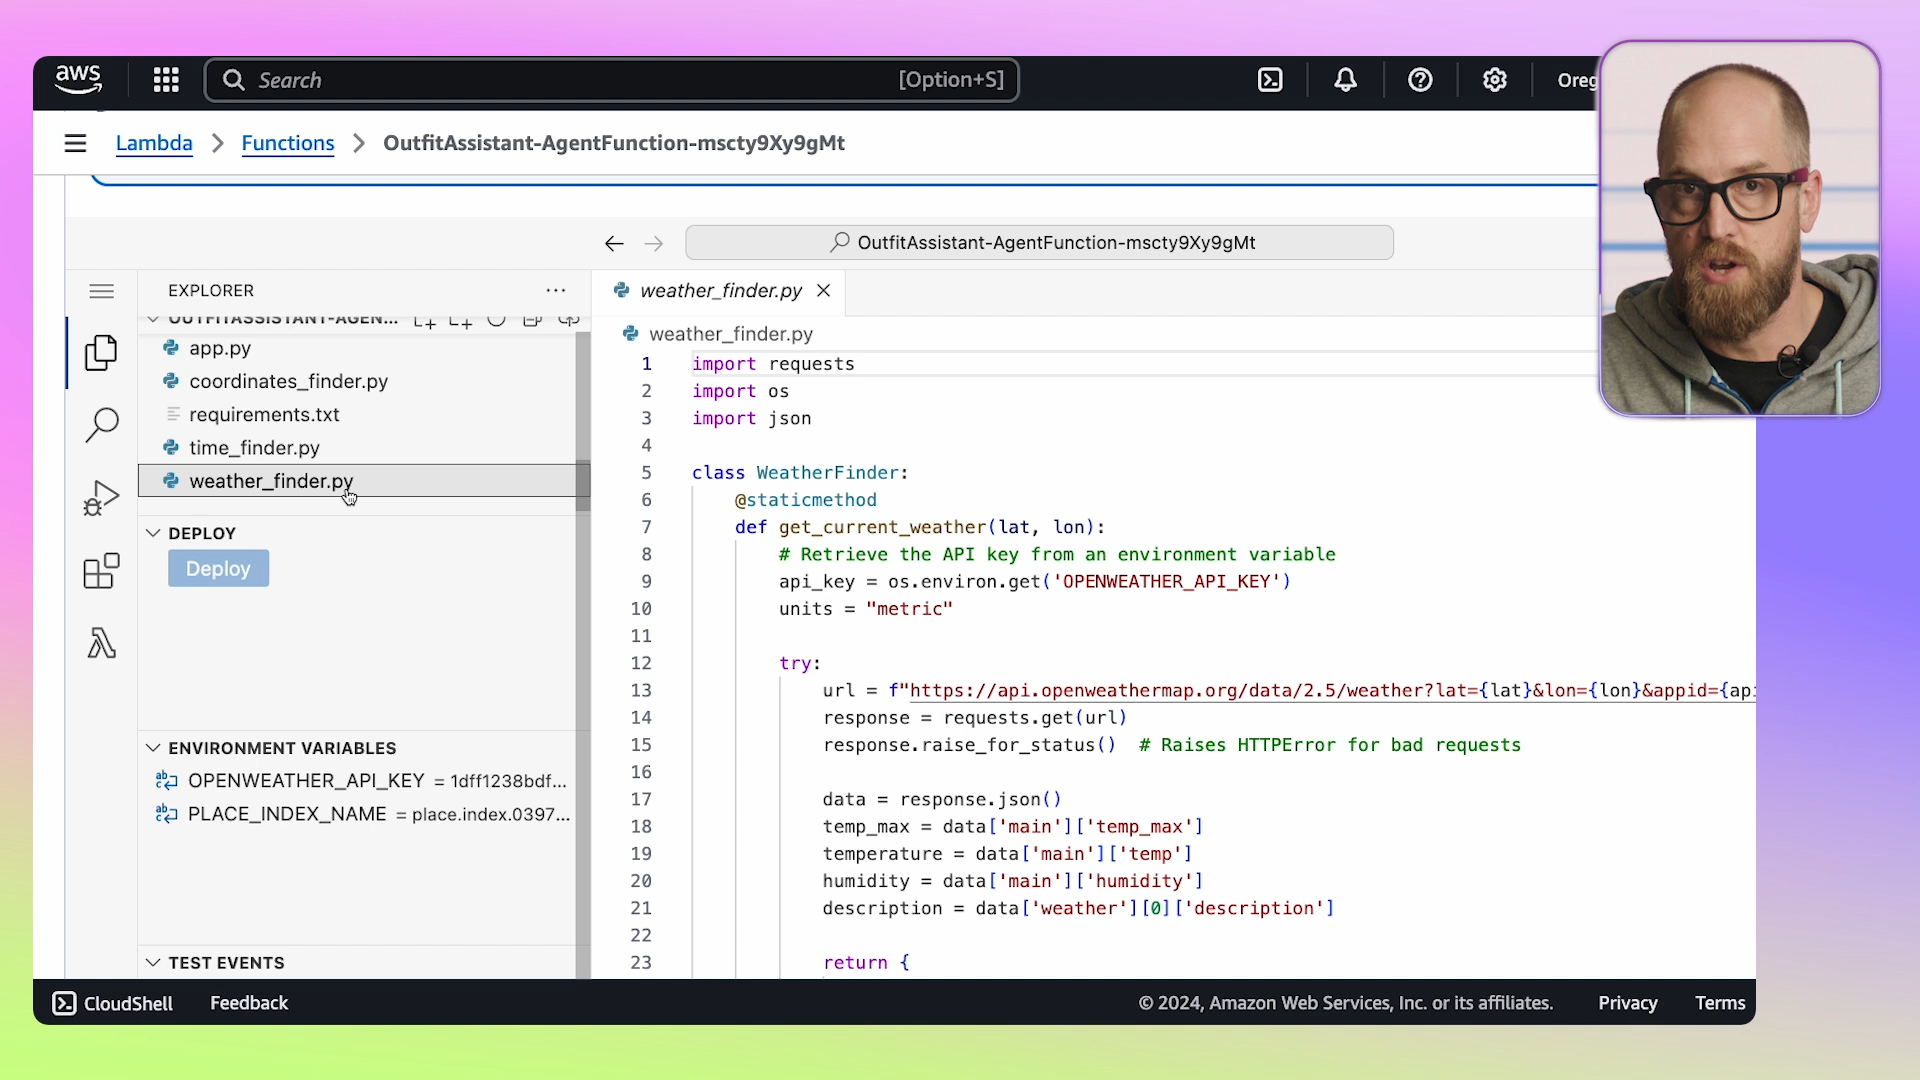 aws
Search
[Option+S]
Lambda
Functions
OutfitAssistant-AgentFunction-mscty9Xy9gMt
OutfitAssistant-AgentFunction-mscty9Xy9gMt
EXPLORER
OUTFITASSISTANT-AGEN...
app.py
coordinates_finder.py
requirements.txt
time_finder.py
weather_finder.py
DEPLOY
Deploy
ENVIRONMENT VARIABLES
OPENWEATHER_API_KEY = 1dff1238bdf...
PLACE_INDEX_NAME = place.index.0397...
TEST EVENTS
weather_finder.py
weather_finder.py
1 import requests
2 import os
3 import json
4
5 class WeatherFinder:
6 @staticmethod
7 def get_current_weather(lat, lon):
8 # Retrieve the API key from an environment variable
9 api_key = os.environ.get('OPENWEATHER_API_KEY')
10 units = "metric"
11
12 try:
13 url = f"https://api.openweathermap.org/data/2.5/weather?lat={lat}&lon={lon}&appid={api
14 response = requests.get(url)
15 response.raise_for_status() # Raises HTTPError for bad requests
16
17 data = response.json()
18 temp_max = data['main']['temp_max']
19 temperature = data['main']['temp']
20 humidity = data['main']['humidity']
21 description = data['weather'][0]['description']
22
23 return {
CloudShell
Feedback
© 2024, Amazon Web Services, Inc. or its affiliates.
Privacy
Terms